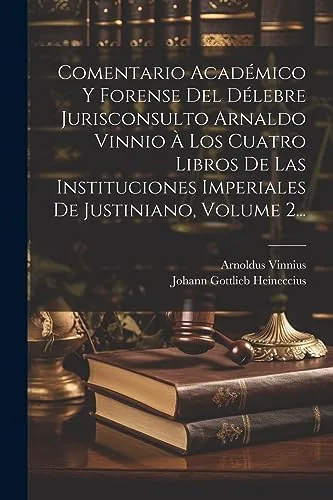 Comentario Académico
Y Forense Del Délebre
Jurisconsulto Arnaldo
Vinnio À Los Cuatro
Libros De Las
Instituciones Imperiales
De Justiniano, Volume 2...
Arnoldus Vinnius
Johann Gottlieb Heineccius